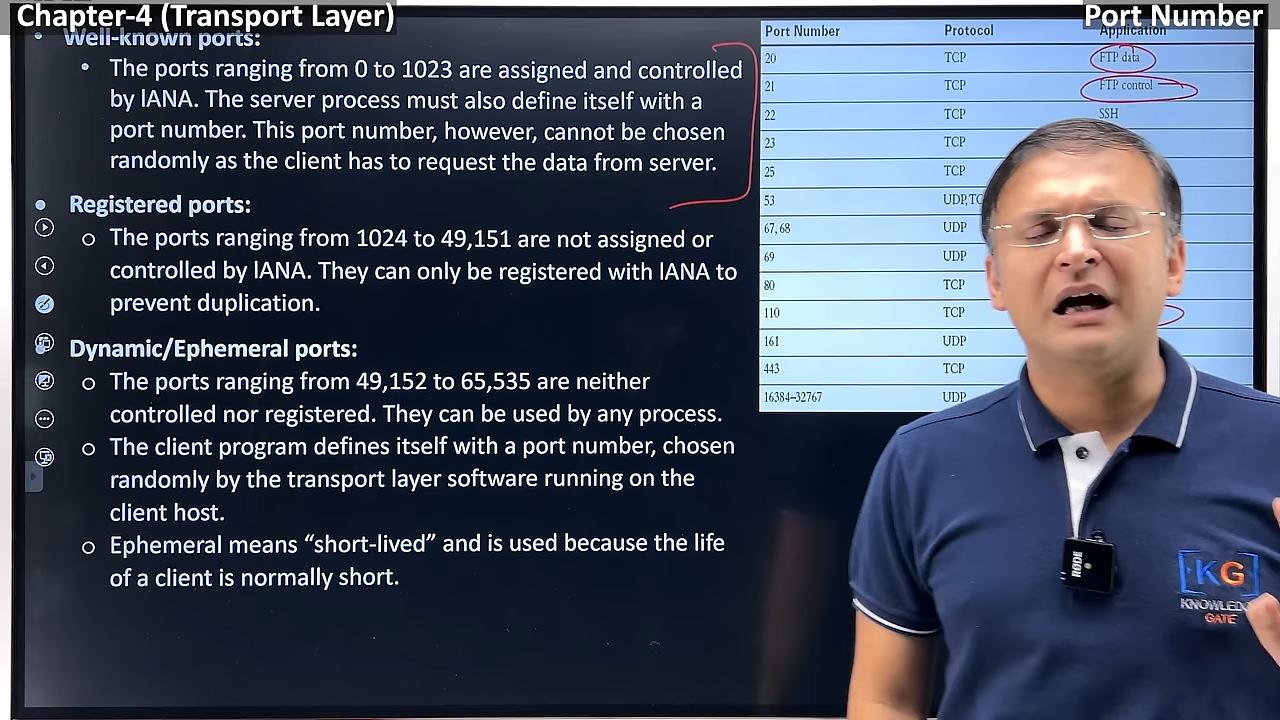 Chapter-4 (Transport Layer)
Port Number
Well-known ports:
• The ports ranging from 0 to 1023 are assigned and controlled
by IANA. The server process must also define itself with a
port number. This port number, however, cannot be chosen
randomly as the client has to request the data from server.
• Registered ports:
o The ports ranging from 1024 to 49,151 are not assigned or
controlled by IANA. They can only be registered with IANA to
prevent duplication.
• Dynamic/Ephemeral ports:
o The ports ranging from 49,152 to 65,535 are neither
controlled nor registered. They can be used by any process.
o The client program defines itself with a port number, chosen
randomly by the transport layer software running on the
client host.
o Ephemeral means “short-lived” and is used because the life
of a client is normally short.
Port Number Protocol Application
20 TCP FTP data
21 TCP FTP control
22 TCP SSH
23 TCP
25 TCP
53 UDP,TC
67, 68 UDP
69 UDP
80 TCP
110 TCP
161 UDP
443 TCP
16384–32767 UDP
RØDE
KG
GATE